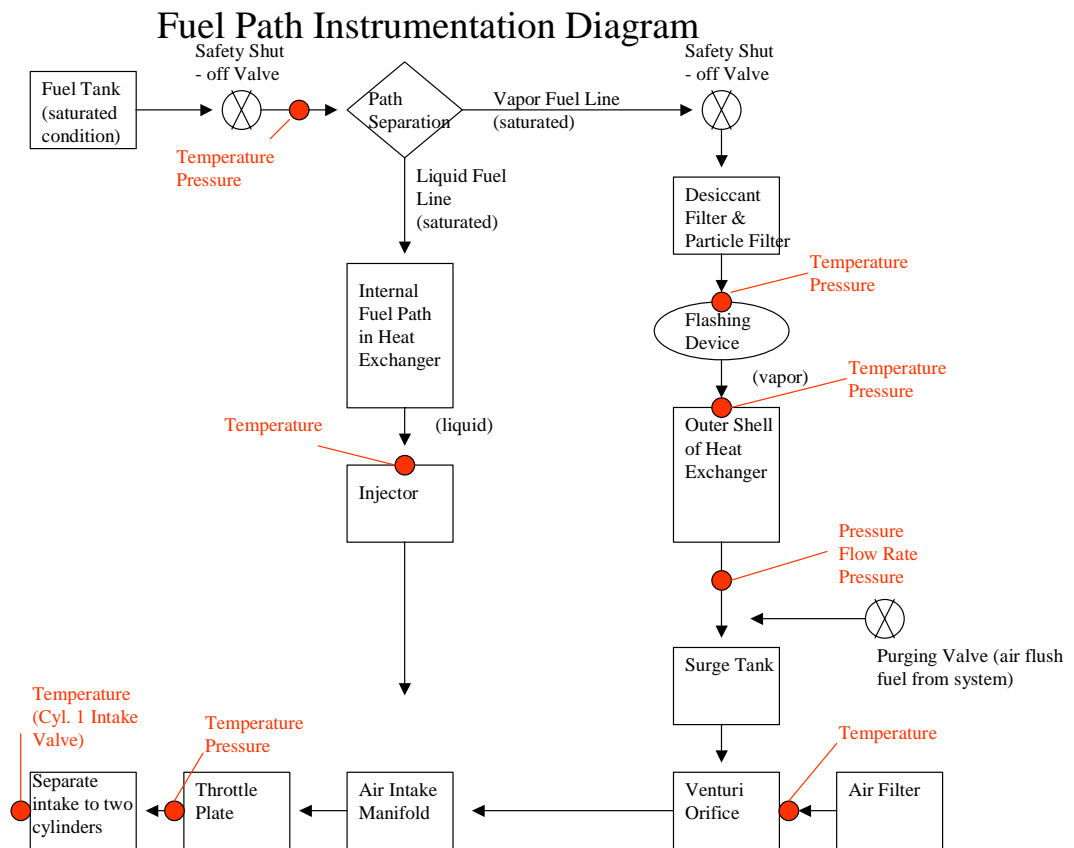 Fuel Path Instrumentation Diagram
Safety Shut
- off Valve
Safety Shut
- off Valve
Fuel Tank
(saturated
condition)
Path
Separation
Vapor Fuel Line
(saturated)
Temperature
Pressure
Liquid Fuel
Line
(saturated)
Desiccant
Filter &
Particle Filter
Temperature
Pressure
Internal
Fuel Path
in Heat
Exchanger
Flashing
Device
(vapor)
Temperature
Pressure
Temperature
(liquid)
Outer Shell
of Heat
Exchanger
Injector
Pressure
Flow Rate
Pressure
Purging Valve (air flush
fuel from system)
Surge Tank
Temperature
(Cyl. 1 Intake
Valve)
Temperature
Pressure
Temperature
Separate
intake to two
cylinders
Throttle
Plate
Air Intake
Manifold
Venturi
Orifice
Air Filter